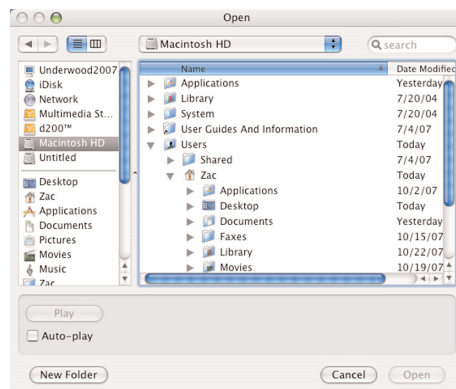 Open
Macintosh HD
search
Underwood2007
iDisk
Network
Multimedia St...
d200™
Macintosh HD
Untitled
Desktop
Zac
Applications
Documents
Pictures
Movies
Music
Zac
Name Date Modified
Applications Yesterday
Library 7/20/04
System 7/20/04
User Guides And Information 7/4/07
Users Today
Shared 7/4/07
Zac Today
Applications 10/2/07
Desktop Today
Documents Yesterday
Faxes 10/15/07
Library 10/22/07
Movies 10/19/07
Play
Auto-play
New Folder Cancel Open